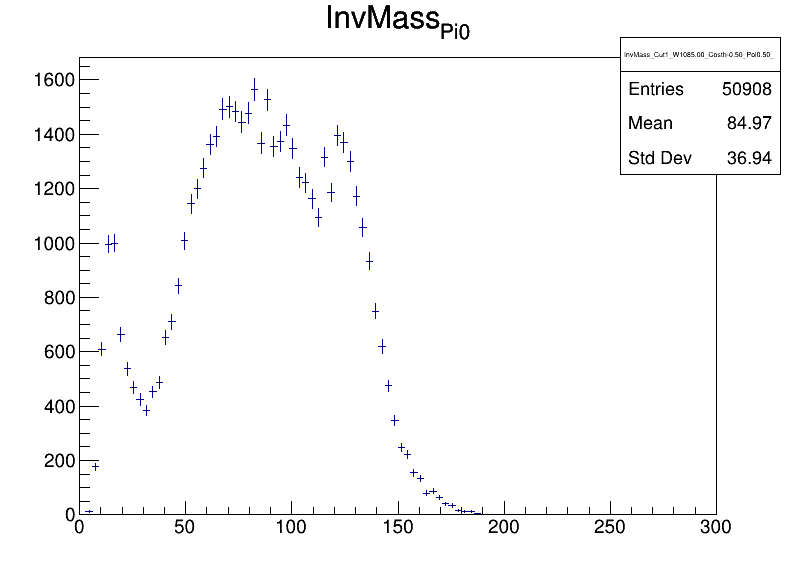 InvMassPi0
InvMass_Cut1_W1085.00_Costh-0.50_Pol0.50_
Entries 50908
Mean 84.97
Std Dev 36.94
1600
1400
1200
1000
800
600
400
200
0
0 50 100 150 200 250 300